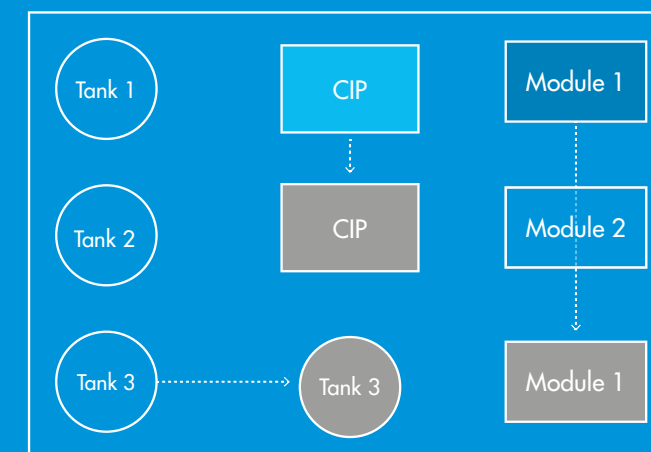 Tank 1
CIP
Module 1
Tank 2
CIP
Module 2
Tank 3
Tank 3
Module 1